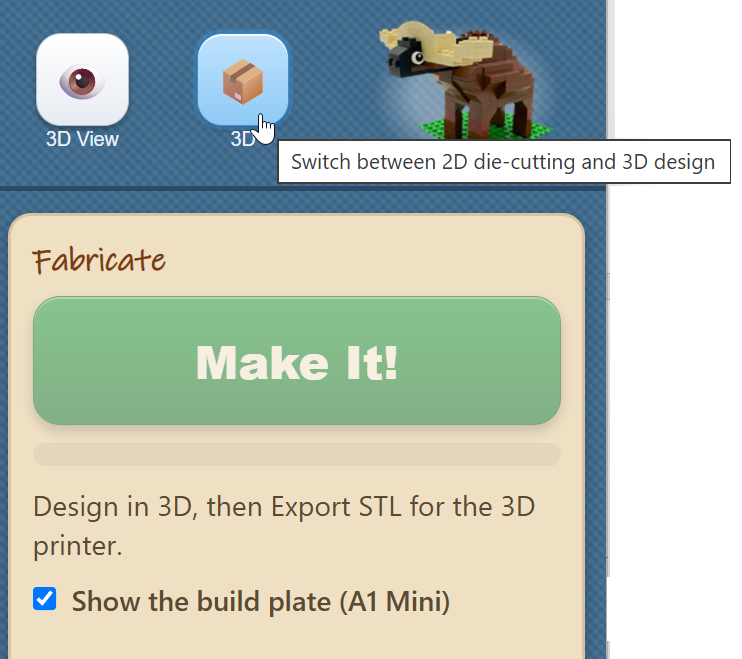 3D View
3D
Switch between 2D die-cutting and 3D design
Fabricate
Make It!
Design in 3D, then Export STL for the 3D
printer.
Show the build plate (A1 Mini)